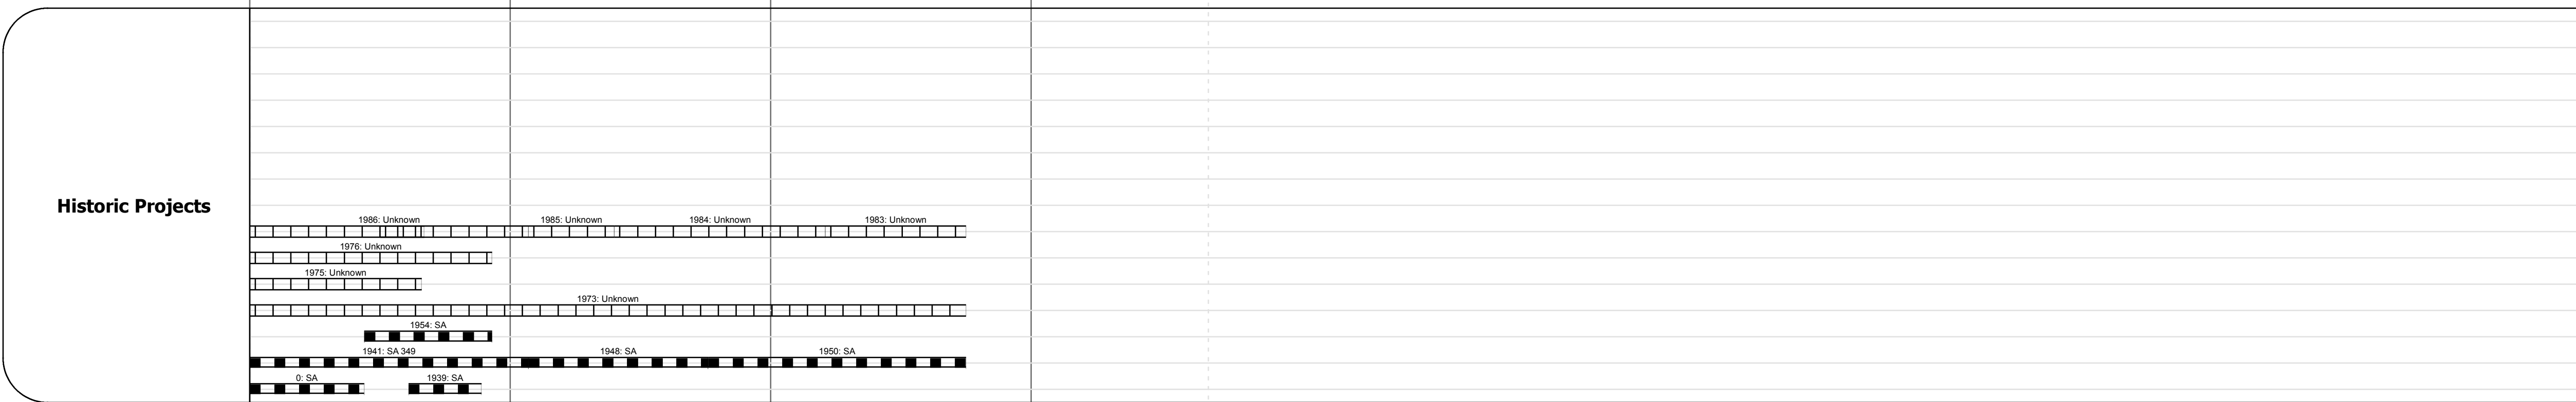 Historic Projects
1986: Unknown 1985: Unknown 1984: Unknown 1983: Unknown
1976: Unknown
1975: Unknown
1973: Unknown
1954: SA
1941: SA 349 1948: SA 1950: SA
0: SA 1939: SA